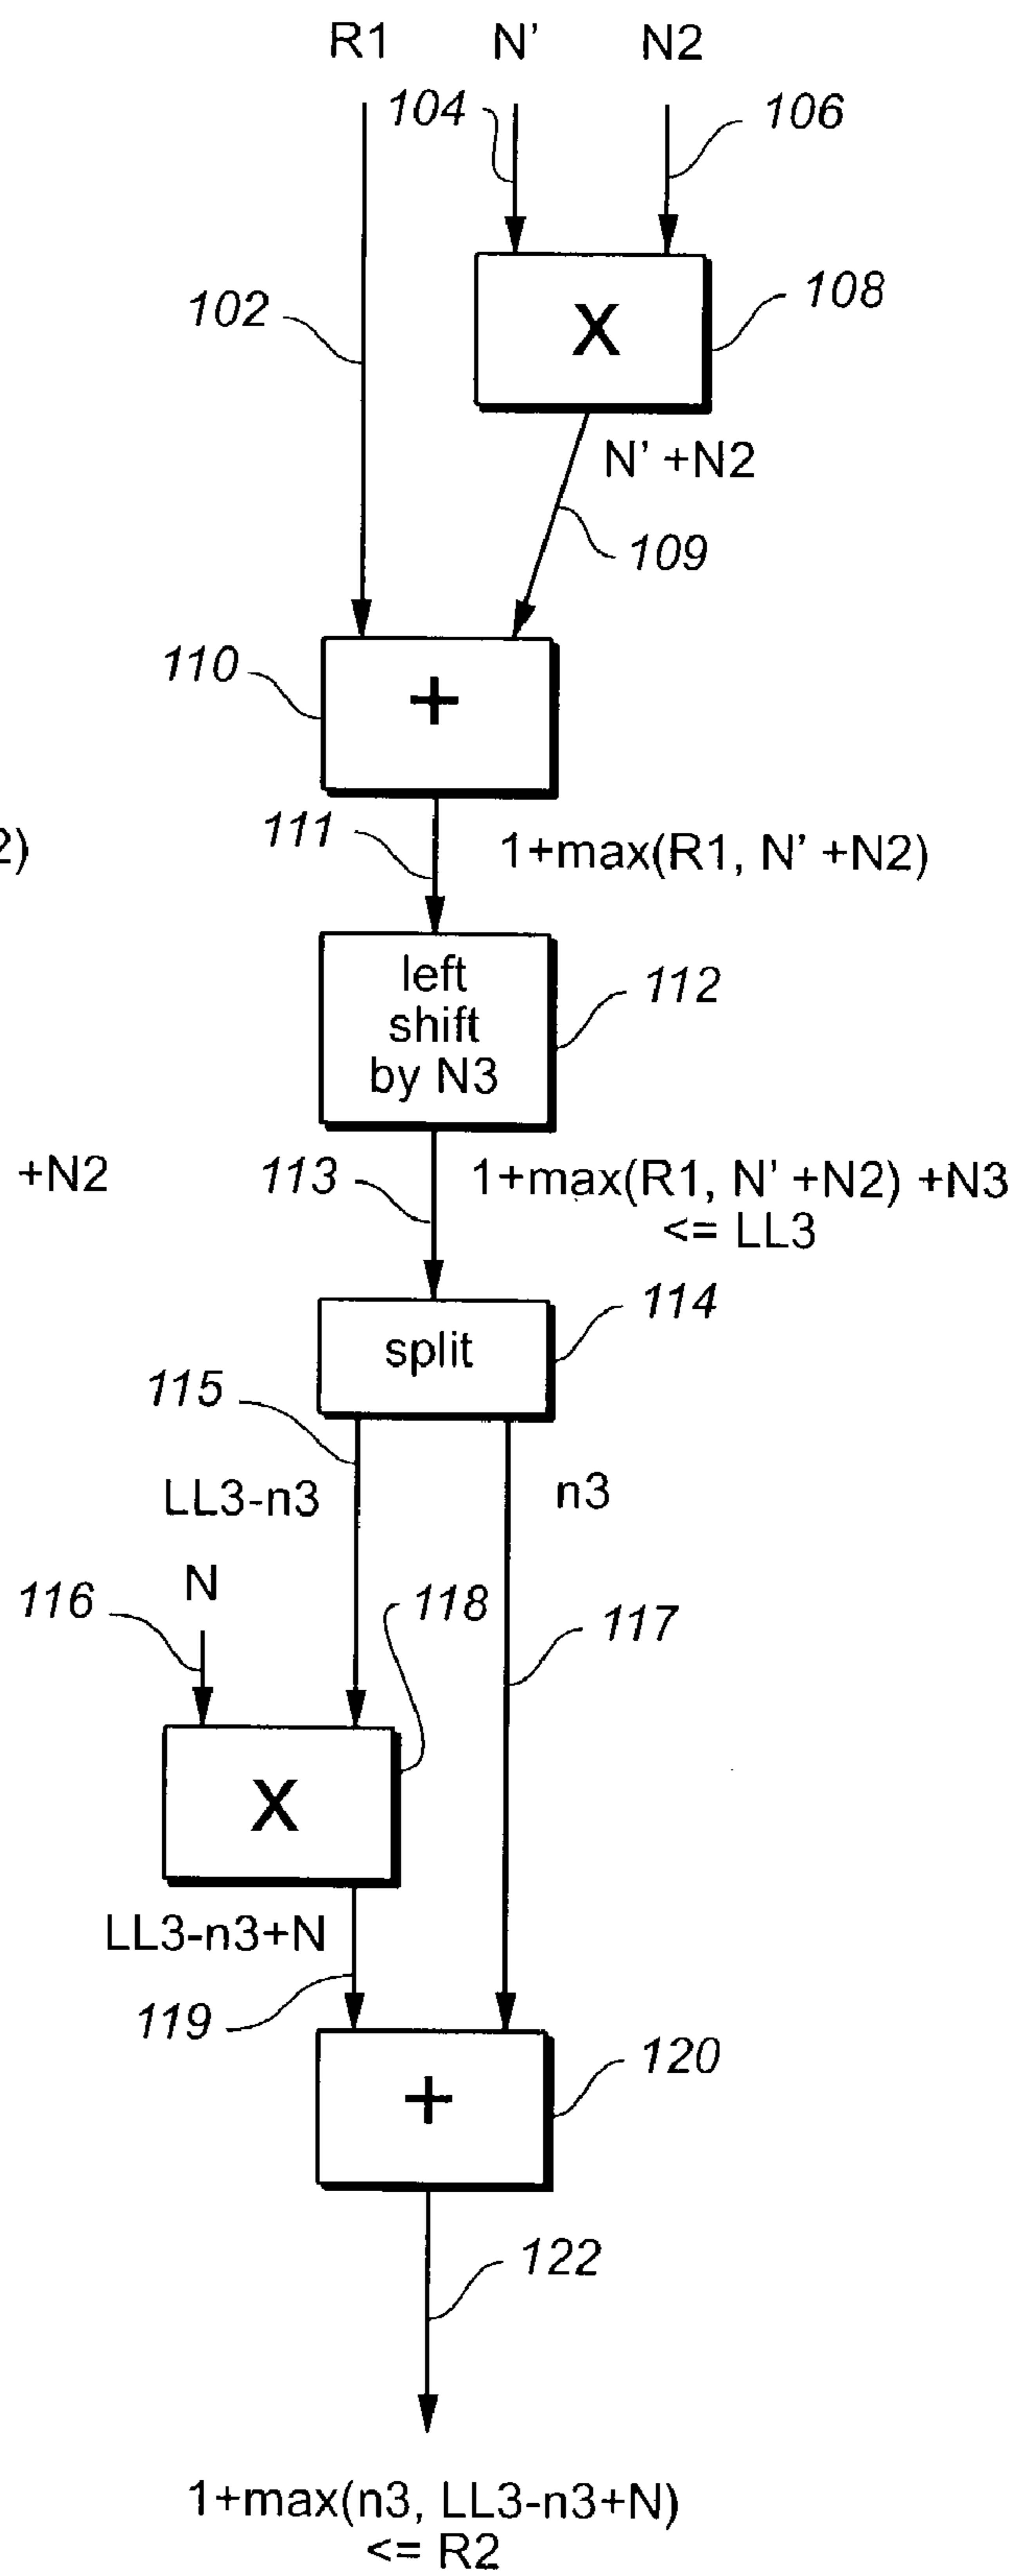 R1 N' N2
104 106
102 108
X
N' +N2
109
110
+
111 1+max(R1, N' +N2)
2)
left
shift
by N3
112
+N2
113 1+max(R1, N' +N2) +N3
<= LL3
114
split
115
LL3-n3 n3
116 N 118 117
X
LL3-n3+N
119
120
+
122
1+max(n3, LL3-n3+N)
<= R2